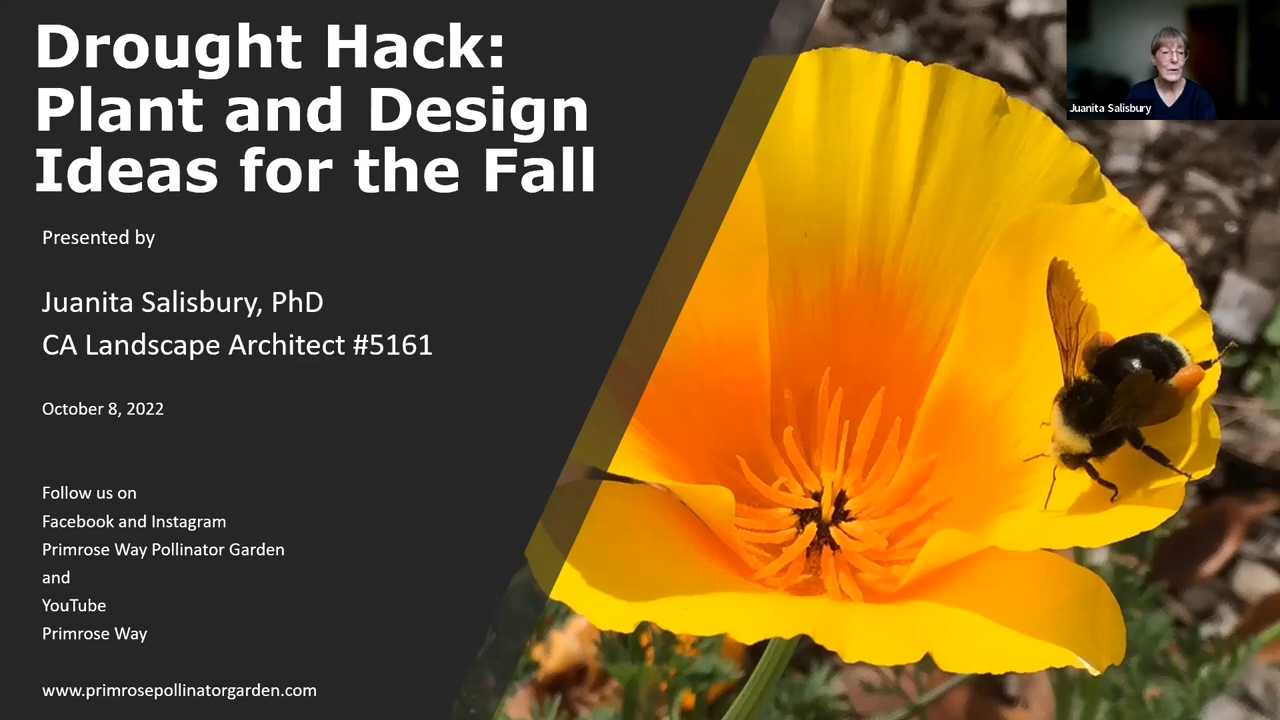 Drought Hack:
Plant and Design
Ideas for the Fall
Presented by
Juanita Salisbury, PhD
CA Landscape Architect #5161
October 8, 2022
Follow us on
Facebook and Instagram
Primrose Way Pollinator Garden
and
YouTube
Primrose Way
www.primrosepollinatorgarden.com
Juanita Salisbury